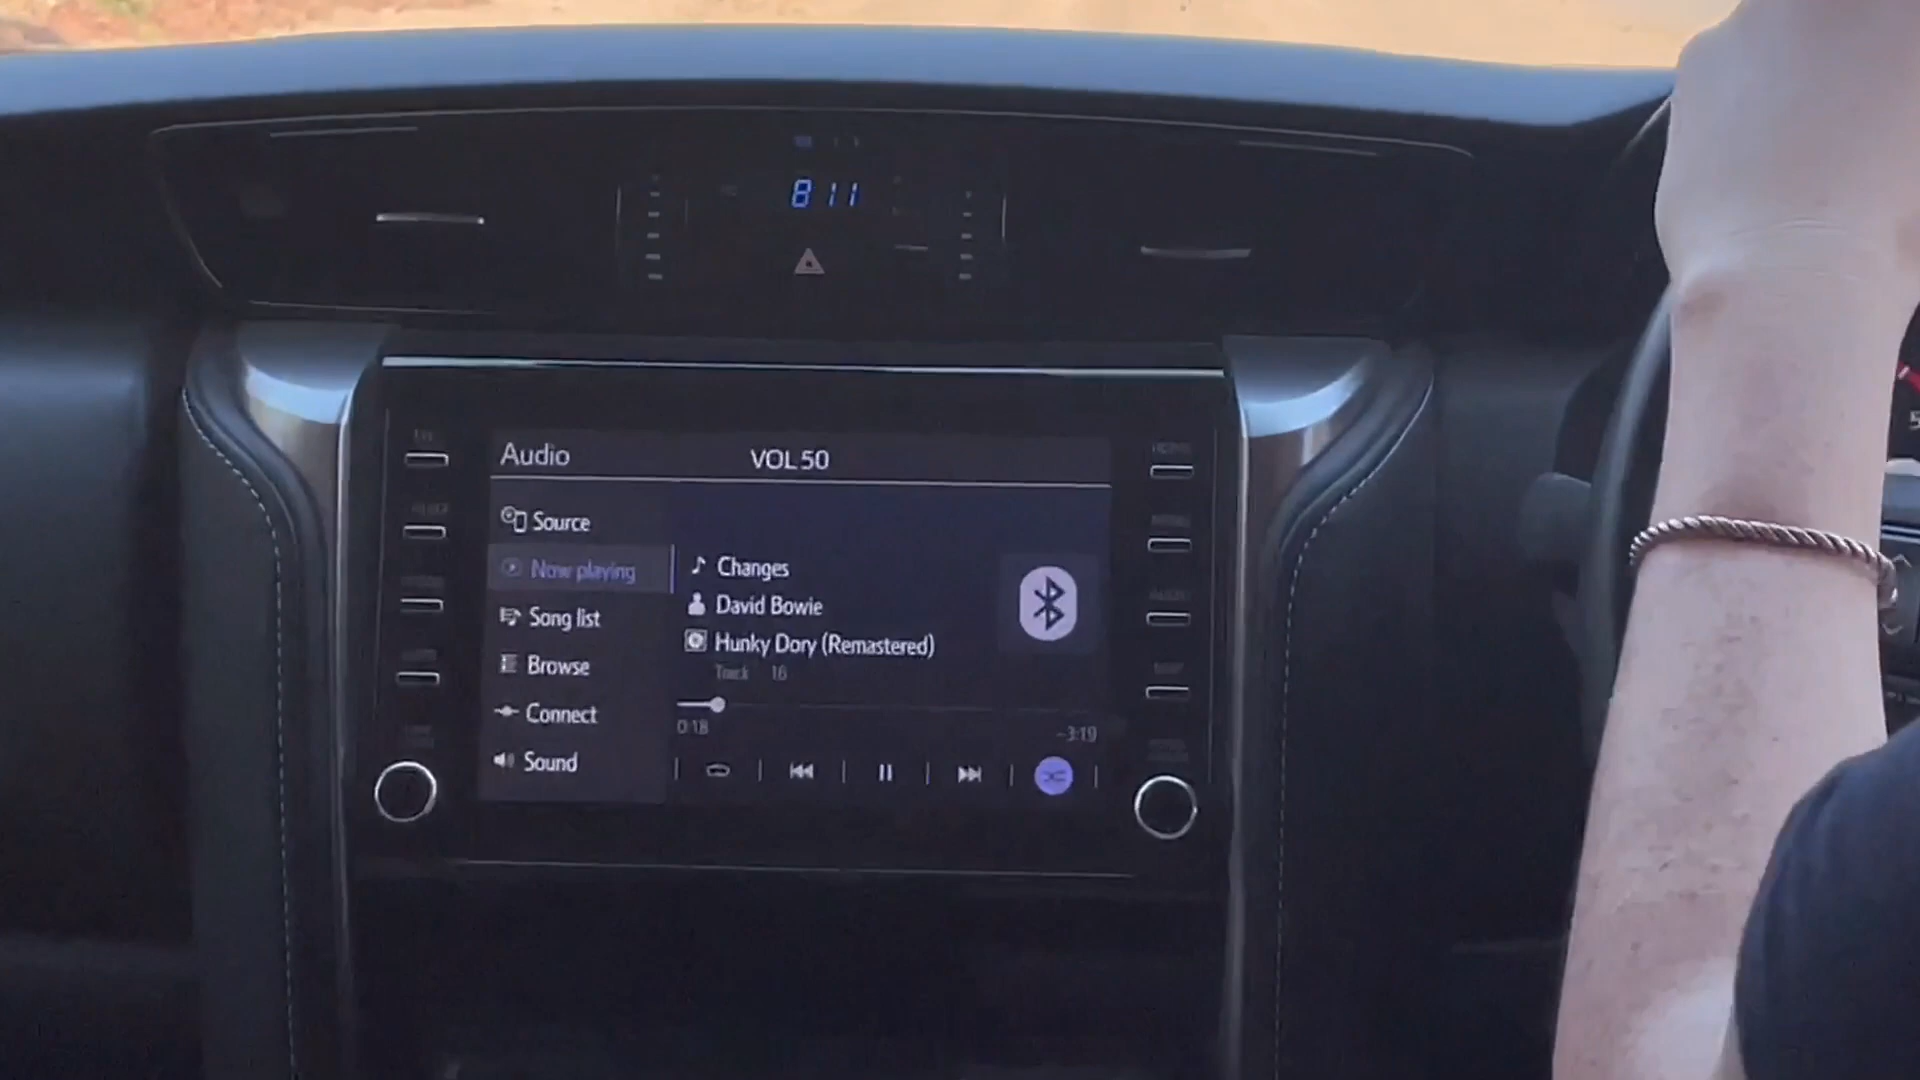 8 11
Audio VOL 50
Source
Now playing
Song list
Browse
Connect
Sound
Changes
David Bowie
Hunky Dory (Remastered)
Track 16
0:18 -3:19
5